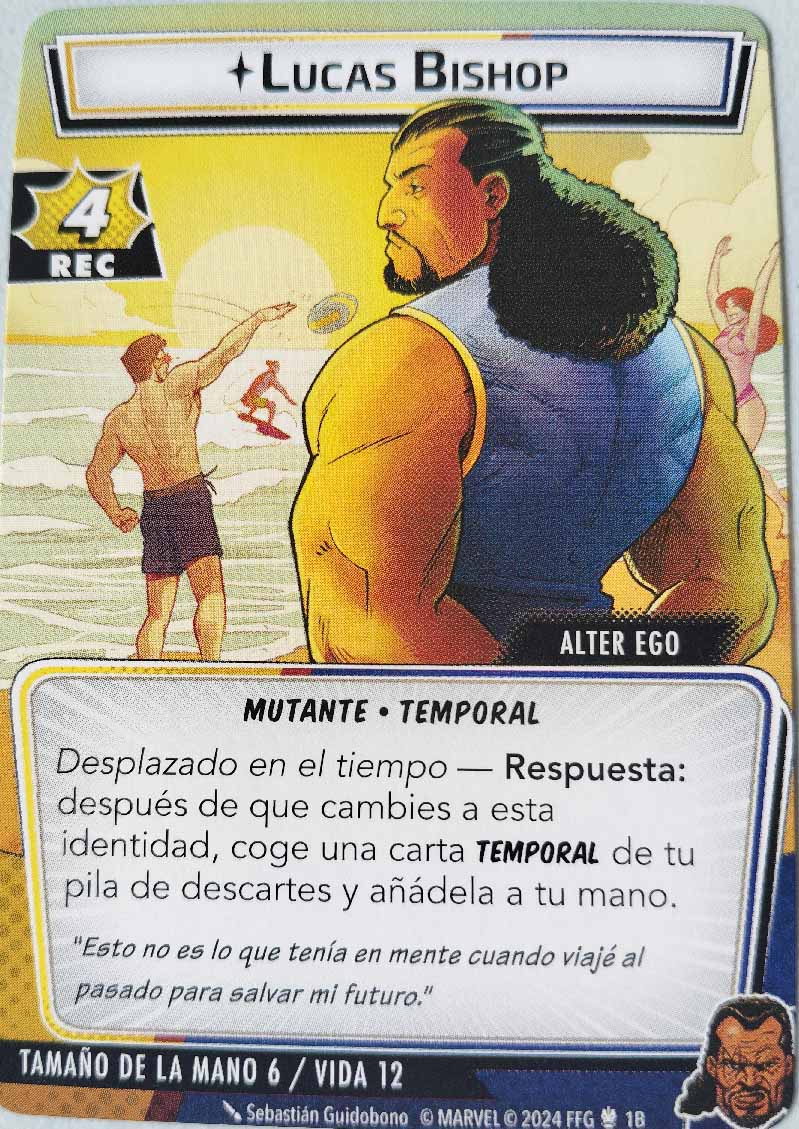 LUCAS BISHOP
4
REC
ALTER EGO
MUTANTE • TEMPORAL
Desplazado en el tiempo — Respuesta:
después de que cambies a esta
identidad, coge una carta TEMPORAL de tu
pila de descartes y añádela a tu mano.
"Esto no es lo que tenía en mente cuando viajé al
pasado para salvar mi futuro."
TAMAÑO DE LA MANO 6 / VIDA 12
Sebastián Guidobono © MARVEL © 2024 FFG 1B